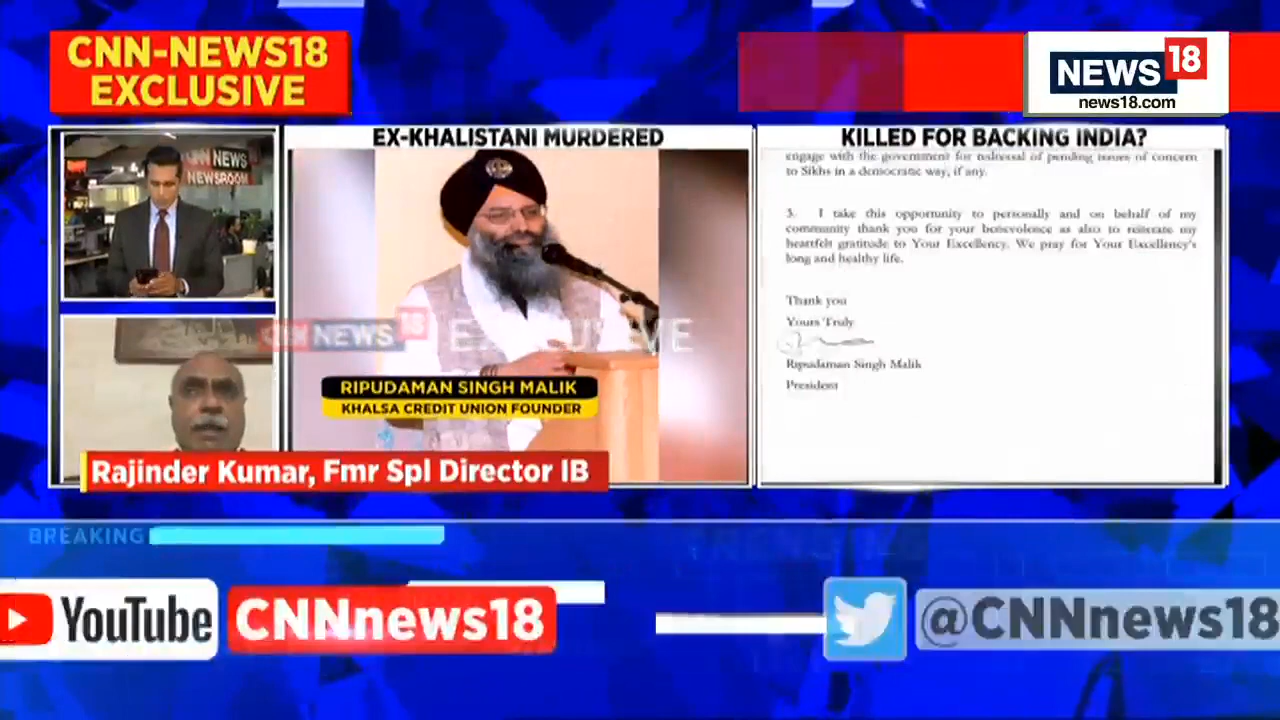 CNN-NEWS18
EXCLUSIVE
NEWS18
news18.com
CNN NEWS
NEWSROOM
EX-KHALISTANI MURDERED
CNN NEWS18 EXCLUSIVE
RIPUDAMAN SINGH MALIK
KHALSA CREDIT UNION FOUNDER
Rajinder Kumar, Fmr Spl Director IB
KILLED FOR BACKING INDIA?
engage with the government for redressal of pending issues of concern
to Sikhs in a democratic way, if any.
3. I take this opportunity to personally and on behalf of my
community thank you for your benevolence as also to reiterate my
heartfelt gratitude to Your Excellency. We pray for Your Excellency's
long and healthy life.
Thank you
Yours Truly
Ripudaman Singh Malik
President
BREAKING
YouTube
CNNnews18
@CNNnews18